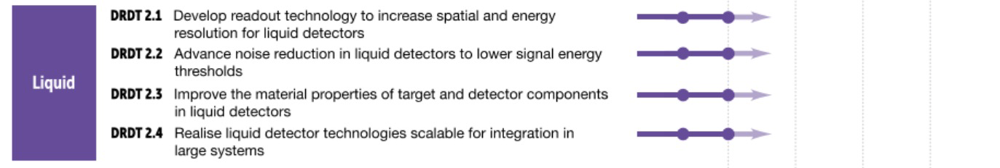 Liquid
DRDT 2.1 Develop readout technology to increase spatial and energy
resolution for liquid detectors
DRDT 2.2 Advance noise reduction in liquid detectors to lower signal energy
thresholds
DRDT 2.3 Improve the material properties of target and detector components
in liquid detectors
DRDT 2.4 Realise liquid detector technologies scalable for integration in
large systems